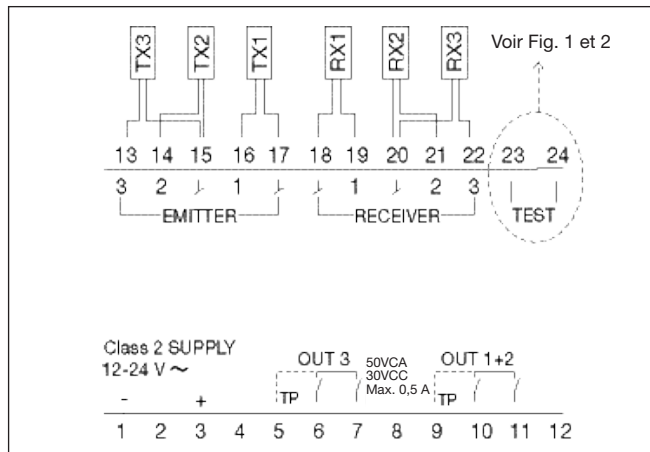 TX3 TX2 TX1 RX1 RX2 RX3 Voir Fig. 1 et 2
13 14 15 16 17 18 19 20 21 22 23 24
3 2 1 1 2 3
EMITTER RECEIVER TEST
Class 2 SUPPLY
12-24 V ~
OUT 3 50VCA OUT 1+2
30VCC
Max. 0,5 A
- + TP TP
1 2 3 4 5 6 7 8 9 10 11 12